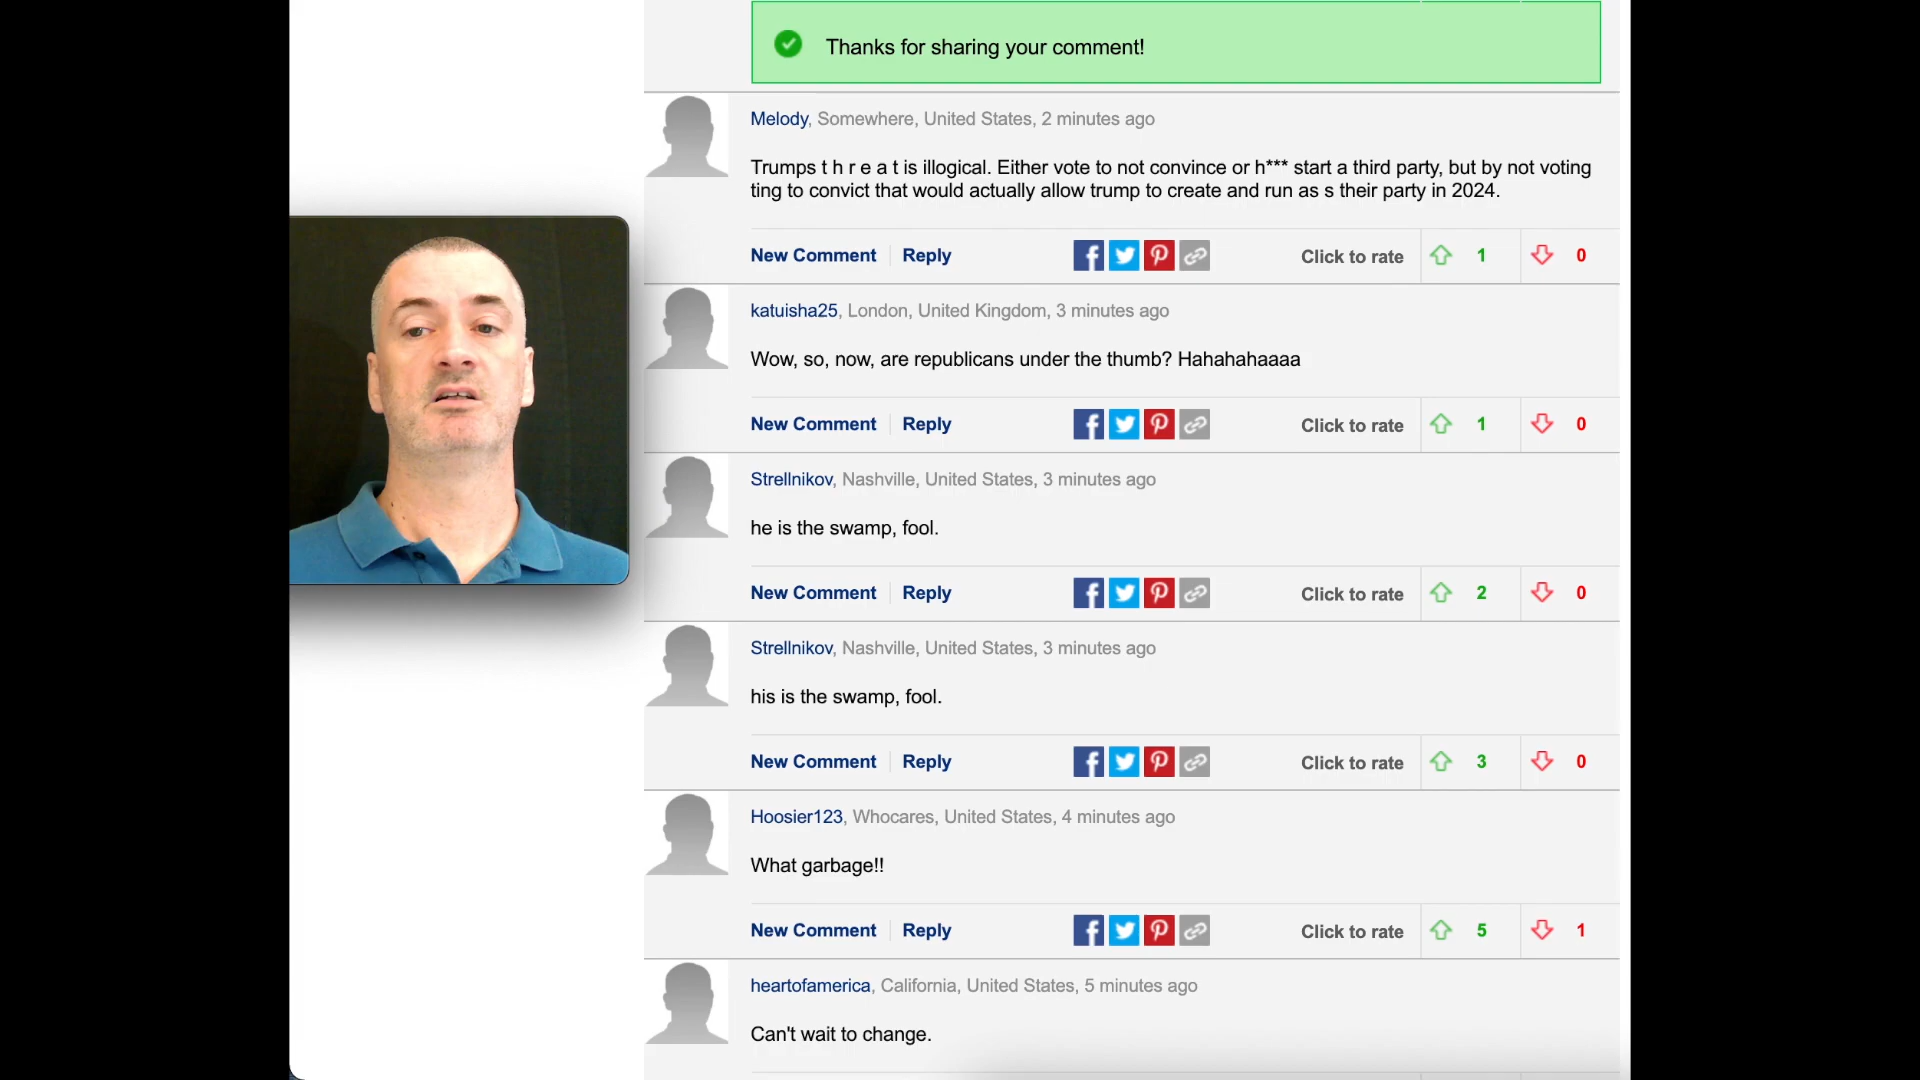 Thanks for sharing your comment!
Melody, Somewhere, United States, 2 minutes ago
Trumps t h r e a t is illogical. Either vote to not convince or h*** start a third party, but by not voting
ting to convict that would actually allow trump to create and run as s their party in 2024.
New Comment Reply Click to rate 1 0
katuisha25, London, United Kingdom, 3 minutes ago
Wow, so, now, are republicans under the thumb? Hahahahaaaa
New Comment Reply Click to rate 1 0
Strellnikov, Nashville, United States, 3 minutes ago
he is the swamp, fool.
New Comment Reply Click to rate 2 0
Strellnikov, Nashville, United States, 3 minutes ago
his is the swamp, fool.
New Comment Reply Click to rate 3 0
Hoosier123, Whocares, United States, 4 minutes ago
What garbage!!
New Comment Reply Click to rate 5 1
heartofamerica, California, United States, 5 minutes ago
Can't wait to change.